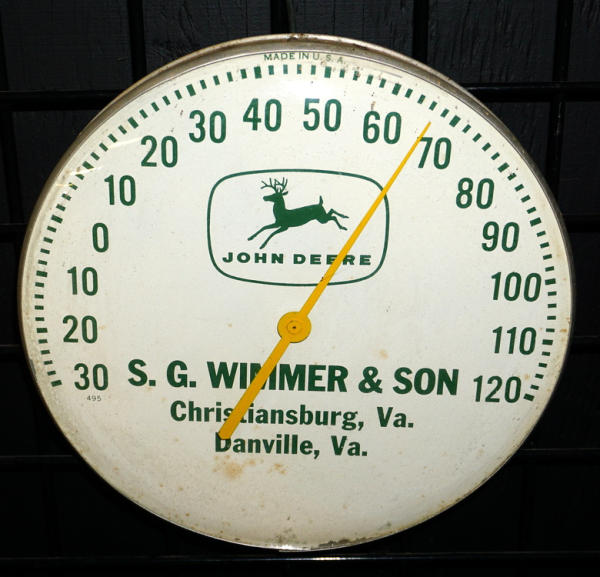 MADE IN U.S.A.
30 20 10 0 10 20 30 40 50 60 70 80 90 100 110 120
JOHN DEERE
S. G. WIMMER & SON
Christiansburg, Va.
Danville, Va.
495